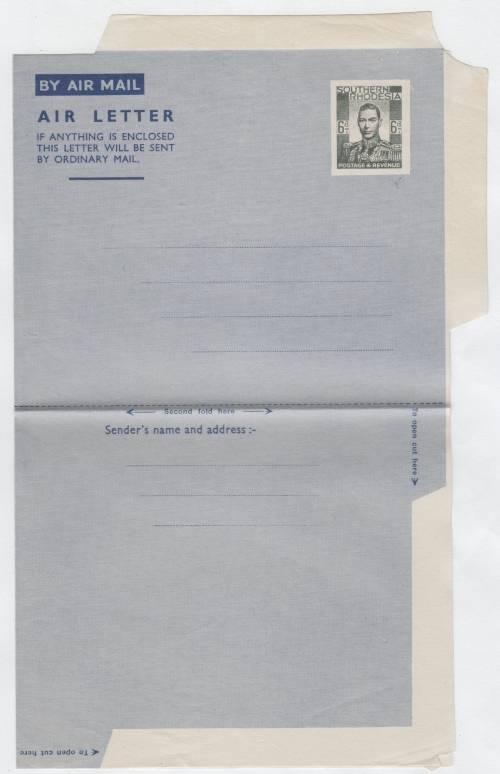 BY AIR MAIL
AIR LETTER
IF ANYTHING IS ENCLOSED
THIS LETTER WILL BE SENT
BY ORDINARY MAIL.
SOUTHERN
RHODESIA
6D 6D
POSTAGE & REVENUE
Second fold here
To open cut here
Sender's name and address :-
To open cut here